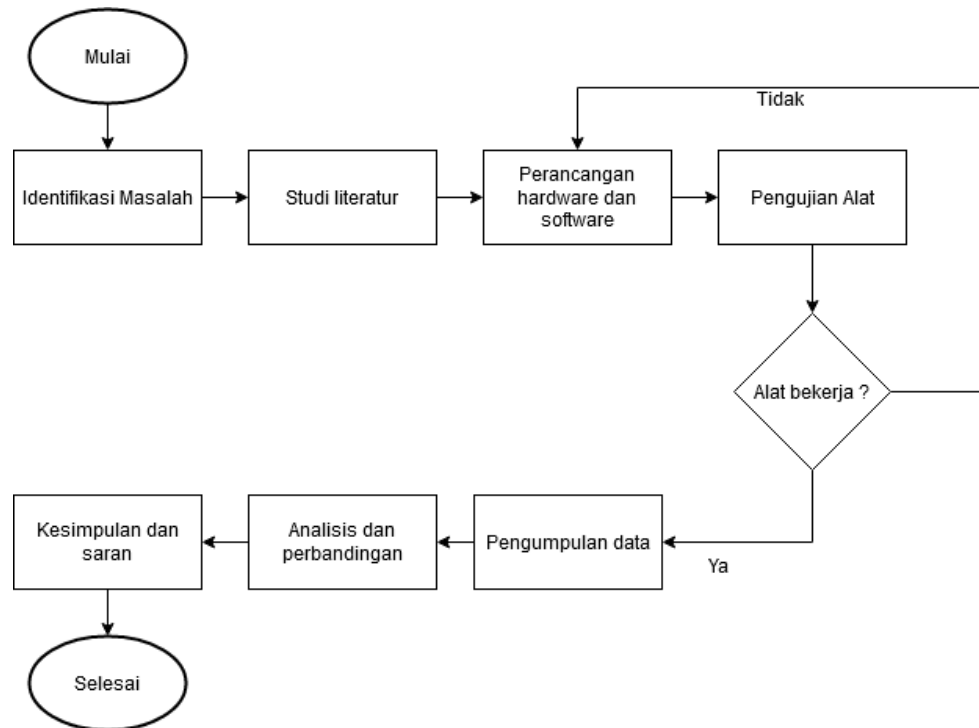 Mulai
Tidak
Identifikasi Masalah
Studi literatur
Perancangan
hardware dan
software
Pengujian Alat
Alat bekerja ?
Ya
Pengumpulan data
Analisis dan
perbandingan
Kesimpulan dan
saran
Selesai